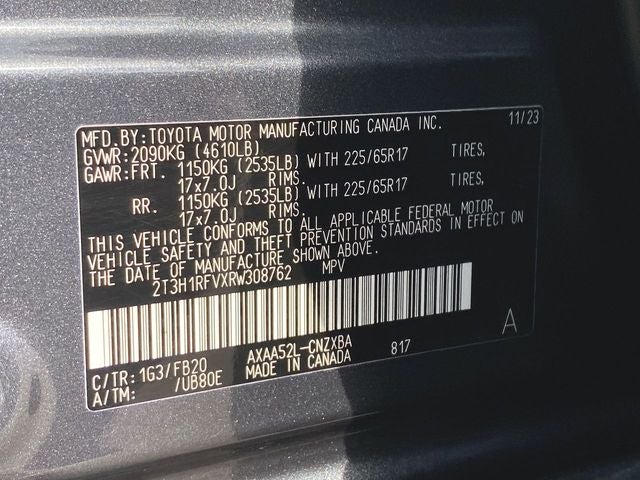 MFD.BY:TOYOTA MOTOR MANUFACTURING CANADA INC. 11/23
GVWR:2090KG (4610LB)
GAWR:FRT. 1150KG (2535LB) WITH 225/65R17 TIRES,
17x7.0J RIMS.
RR. 1150KG (2535LB) WITH 225/65R17 TIRES,
17x7.0J RIMS.
THIS VEHICLE CONFORMS TO ALL APPLICABLE FEDERAL MOTOR
VEHICLE SAFETY AND THEFT PREVENTION STANDARDS IN EFFECT ON
THE DATE OF MANUFACTURE SHOWN ABOVE.
2T3H1RFVXRW308762 MPV
A
C/TR:1G3/FB20 AXAA52L-CNZXBA 817
A/TM: /UB80E MADE IN CANADA